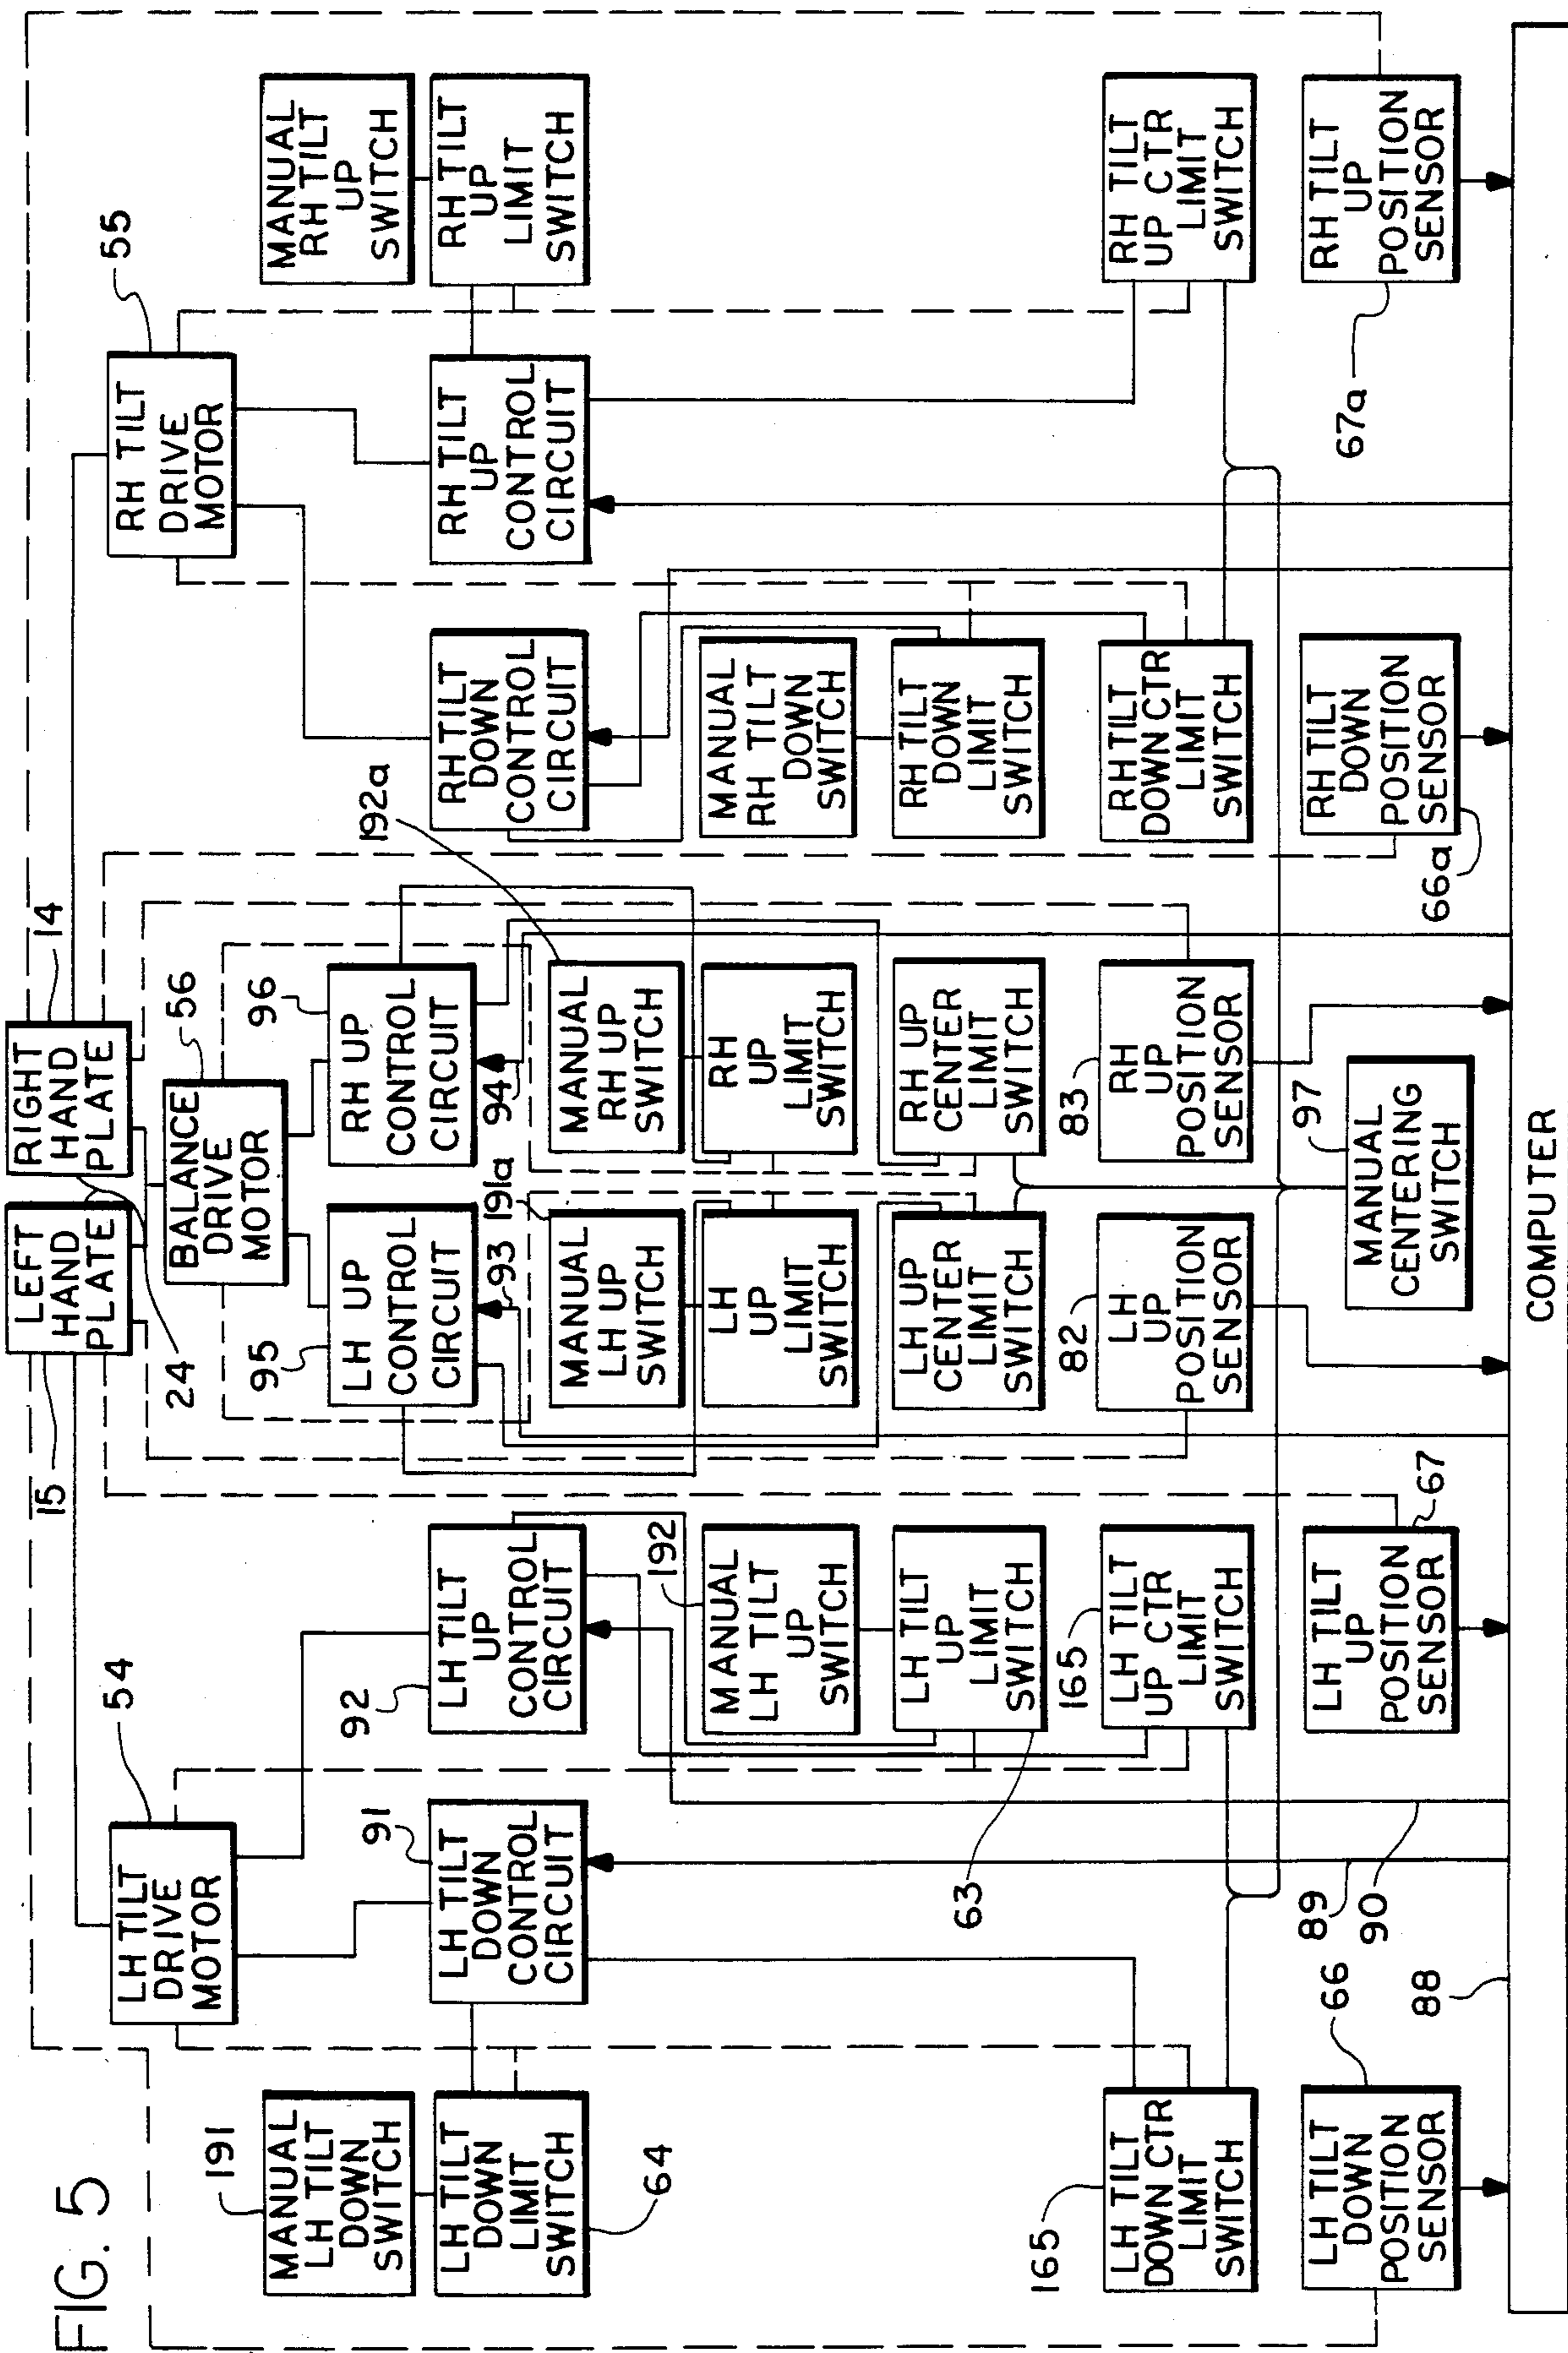 FIG. 5
LEFT
HAND
PLATE
15
24
RIGHT
HAND
PLATE
14
LH TILT
DRIVE
MOTOR
54
BALANCE
DRIVE
MOTOR
56
RH TILT
DRIVE
MOTOR
55
MANUAL
LH TILT
DOWN
SWITCH
191
LH TILT
DOWN
LIMIT
SWITCH
64
LH TILT
DOWN
CONTROL
CIRCUIT
91
LH TILT
UP
CONTROL
CIRCUIT
92
LH UP
CONTROL
CIRCUIT
95
93
RH UP
CONTROL
CIRCUIT
96
94
RH TILT
DOWN
CONTROL
CIRCUIT
RH TILT
UP
CONTROL
CIRCUIT
MANUAL
RH TILT
UP
SWITCH
RH TILT
UP
LIMIT
SWITCH
MANUAL
LH TILT
UP
SWITCH
192
LH TILT
UP
LIMIT
SWITCH
63
MANUAL
LH UP
SWITCH
191a
LH
UP
LIMIT
SWITCH
MANUAL
RH UP
SWITCH
192a
RH
UP
LIMIT
SWITCH
MANUAL
RH TILT
DOWN
SWITCH
RH TILT
DOWN
LIMIT
SWITCH
LH TILT
DOWN CTR
LIMIT
SWITCH
165
LH TILT
UP CTR
LIMIT
SWITCH
165
LH UP
CENTER
LIMIT
SWITCH
RH UP
CENTER
LIMIT
SWITCH
RH TILT
DOWN CTR
LIMIT
SWITCH
RH TILT
UP CTR
LIMIT
SWITCH
LH TILT
DOWN
POSITION
SENSOR
66
LH TILT
UP
POSITION
SENSOR
67
LH
UP
POSITION
SENSOR
82
RH
UP
POSITION
SENSOR
83
RH TILT
DOWN
POSITION
SENSOR
66a
RH TILT
UP
POSITION
SENSOR
67a
MANUAL
CENTERING
SWITCH
97
89
90
88
COMPUTER